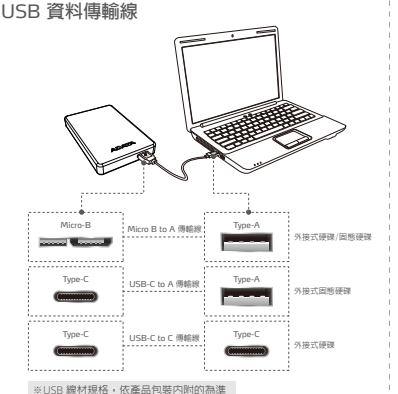 USB 資料傳輸線
ADATA
Micro-B
Micro B to A 傳輸線
Type-A
外接式硬碟/固態硬碟
Type-C
USB-C to A 傳輸線
Type-A
外接式固態硬碟
Type-C
USB-C to C 傳輸線
Type-C
外接式硬碟
※USB 線材規格，依產品包裝內附的為準